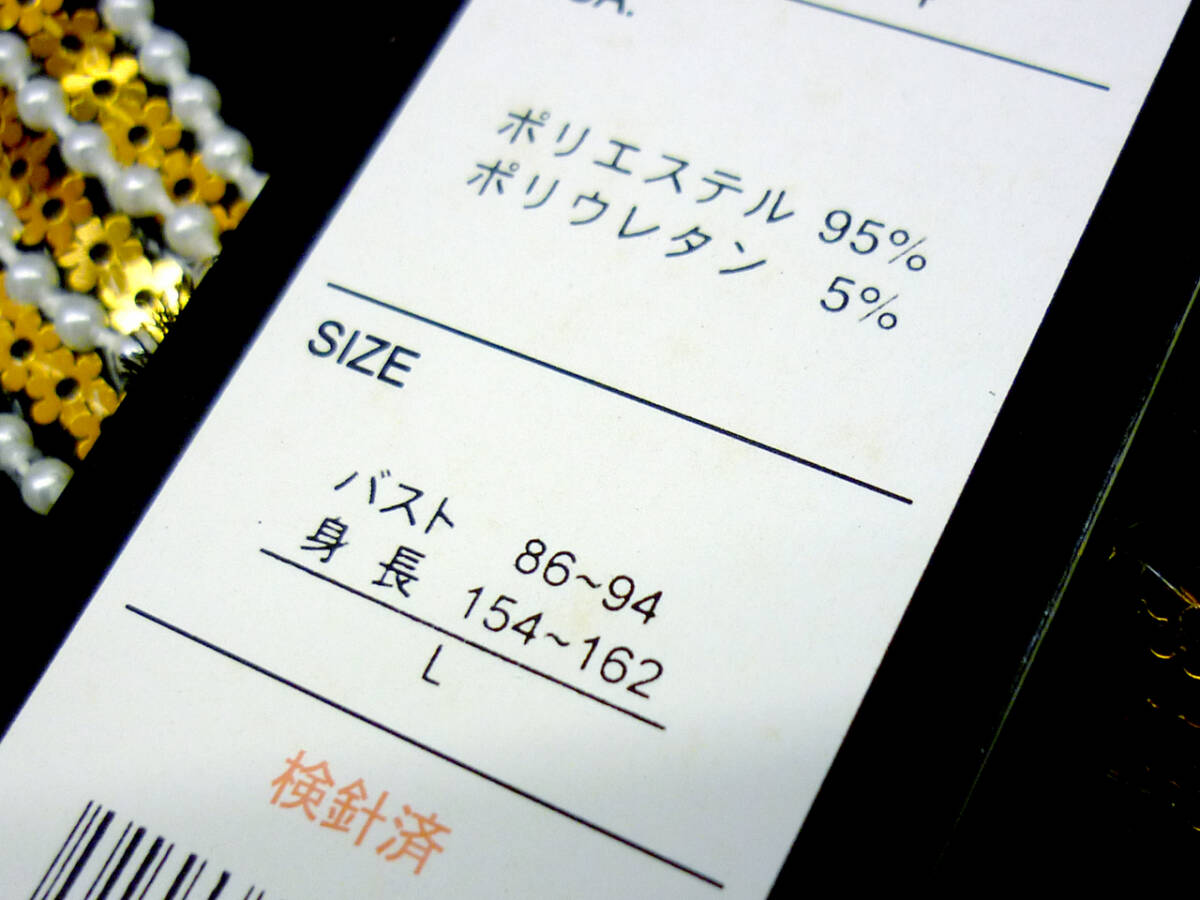 ポリエステル 95%
ポリウレタン 5%
SIZE
バスト 86~94
身 長 154~162
L
検針済